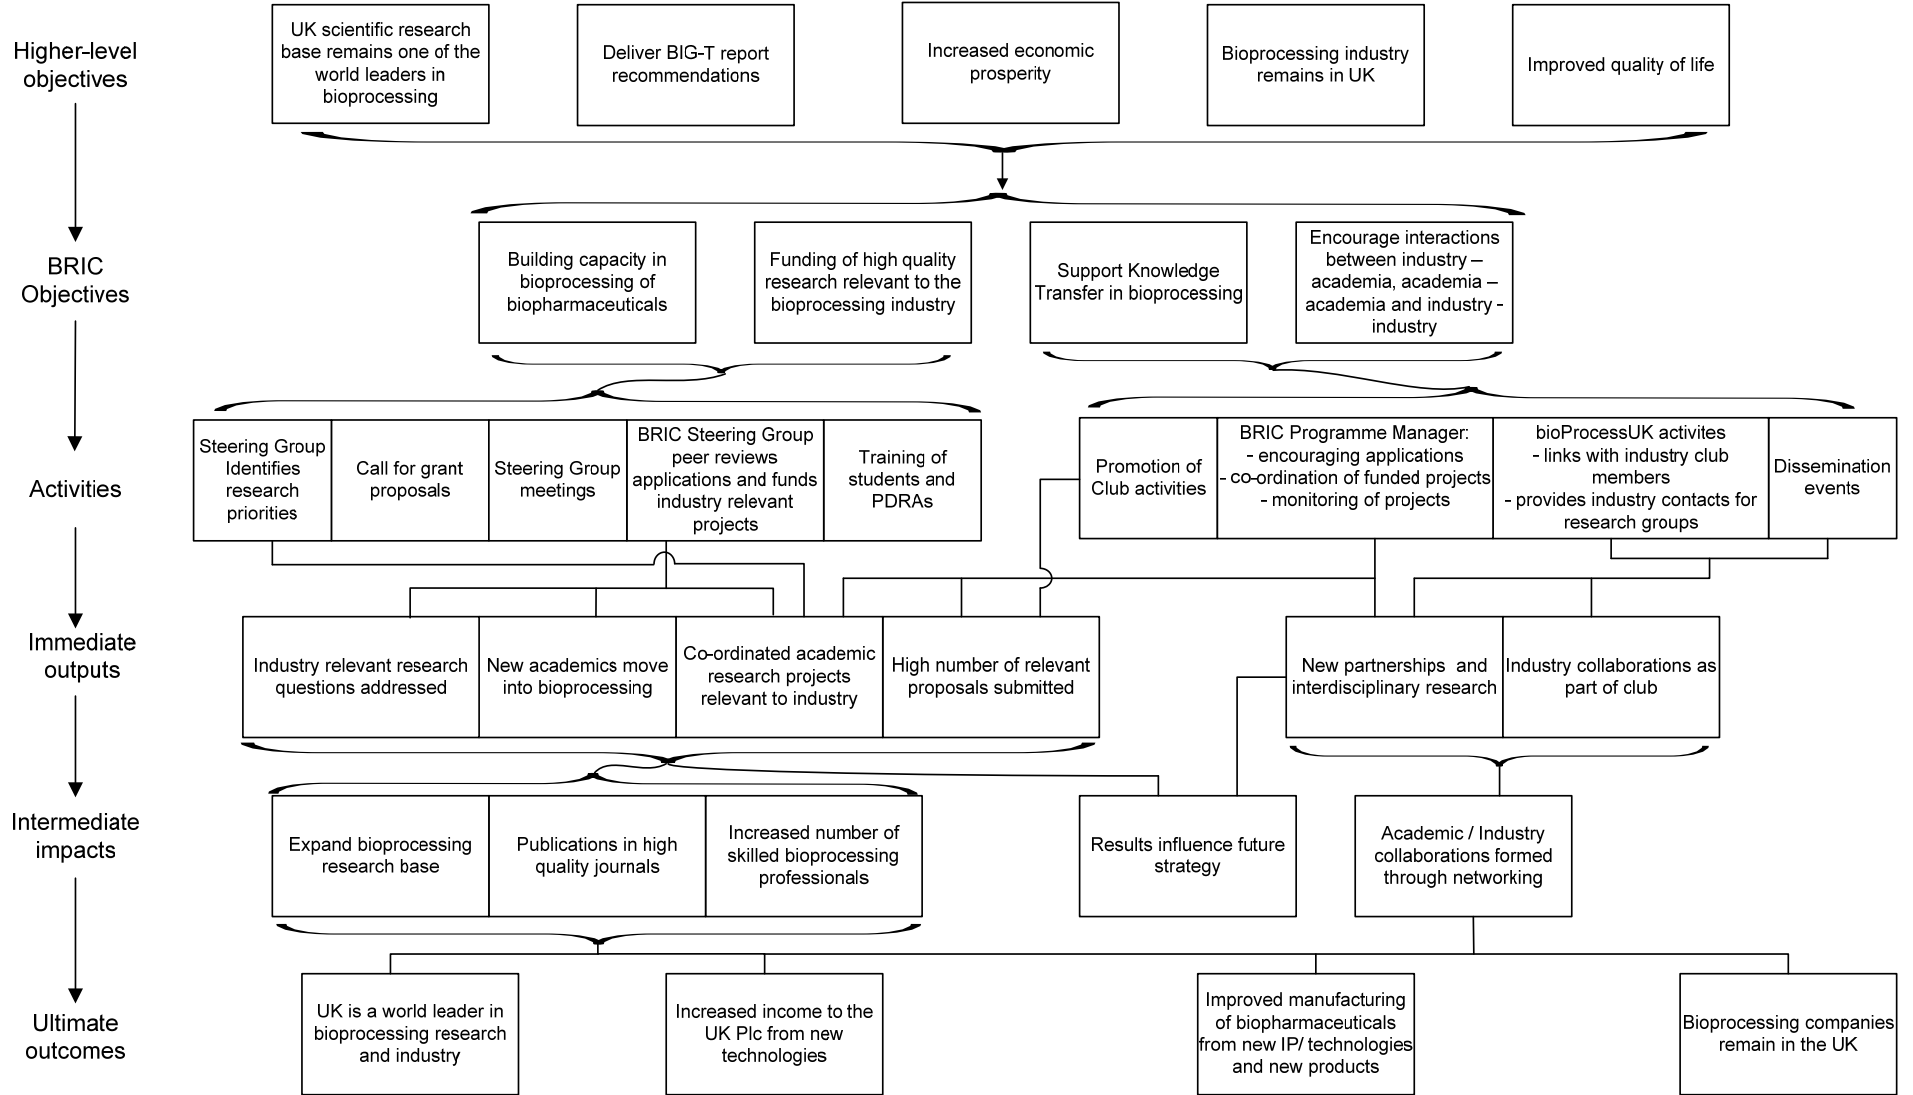 Higher-level
objectives
UK scientific research
base remains one of the
world leaders in
bioprocessing
Deliver BIG-T report
recommendations
Increased economic
prosperity
Bioprocessing industry
remains in UK
Improved quality of life
BRIC
Objectives
Building capacity in
bioprocessing of
biopharmaceuticals
Funding of high quality
research relevant to the
bioprocessing industry
Support Knowledge
Transfer in bioprocessing
Encourage interactions
between industry –
academia, academia –
academia and industry -
industry
Activities
Steering Group
Identifies
research
priorities
Call for grant
proposals
Steering Group
meetings
BRIC Steering Group
peer reviews
applications and funds
industry relevant
projects
Training of
students and
PDRAs
Promotion of
Club activities
BRIC Programme Manager:
- encouraging applications
- co-ordination of funded projects
- monitoring of projects
bioProcessUK activites
- links with industry club
members
- provides industry contacts for
research groups
Dissemination
events
Immediate
outputs
Industry relevant research
questions addressed
New academics move
into bioprocessing
Co-ordinated academic
research projects
relevant to industry
High number of relevant
proposals submitted
New partnerships and
interdisciplinary research
Industry collaborations as
part of club
Intermediate
impacts
Expand bioprocessing
research base
Publications in high
quality journals
Increased number of
skilled bioprocessing
professionals
Results influence future
strategy
Academic / Industry
collaborations formed
through networking
Ultimate
outcomes
UK is a world leader in
bioprocessing research
and industry
Increased income to the
UK Plc from new
technologies
Improved manufacturing
of biopharmaceuticals
from new IP/ technologies
and new products
Bioprocessing companies
remain in the UK